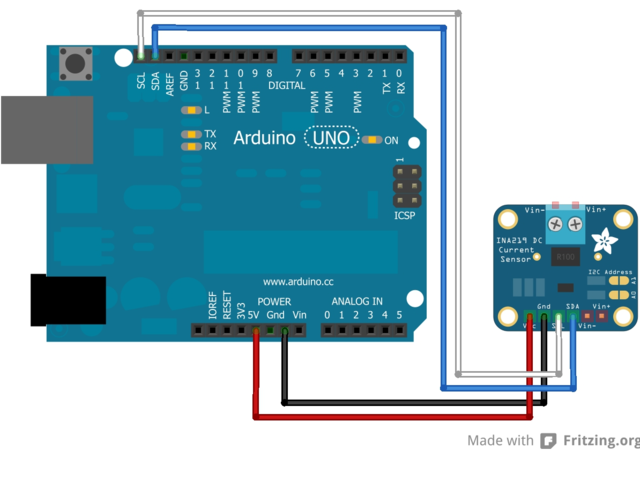 SCL
SDA
AREF
GND
13
12
PWM 11
PWM 10
PWM 9
8
DIGITAL
7
PWM 6
PWM 5
4
PWM 3
2
TX 1
RX 0
L
TX
RX
Arduino UNO
ON
1
ICSP
Vin- Vin+
INA219 DC
Current
Sensor
R100
I2C Address
A1
A0
Gnd SDA Vin+
Vcc SCL Vin-
www.arduino.cc
POWER ANALOG IN
IOREF
RESET
3V3
5V Gnd Vin 0 1 2 3 4 5
Made with Fritzing.org